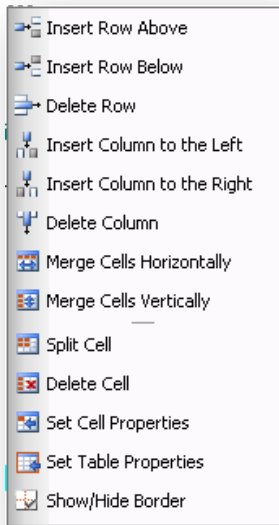 Insert Row Above
Insert Row Below
Delete Row
Insert Column to the Left
Insert Column to the Right
Delete Column
Merge Cells Horizontally
Merge Cells Vertically
Split Cell
Delete Cell
Set Cell Properties
Set Table Properties
Show/Hide Border